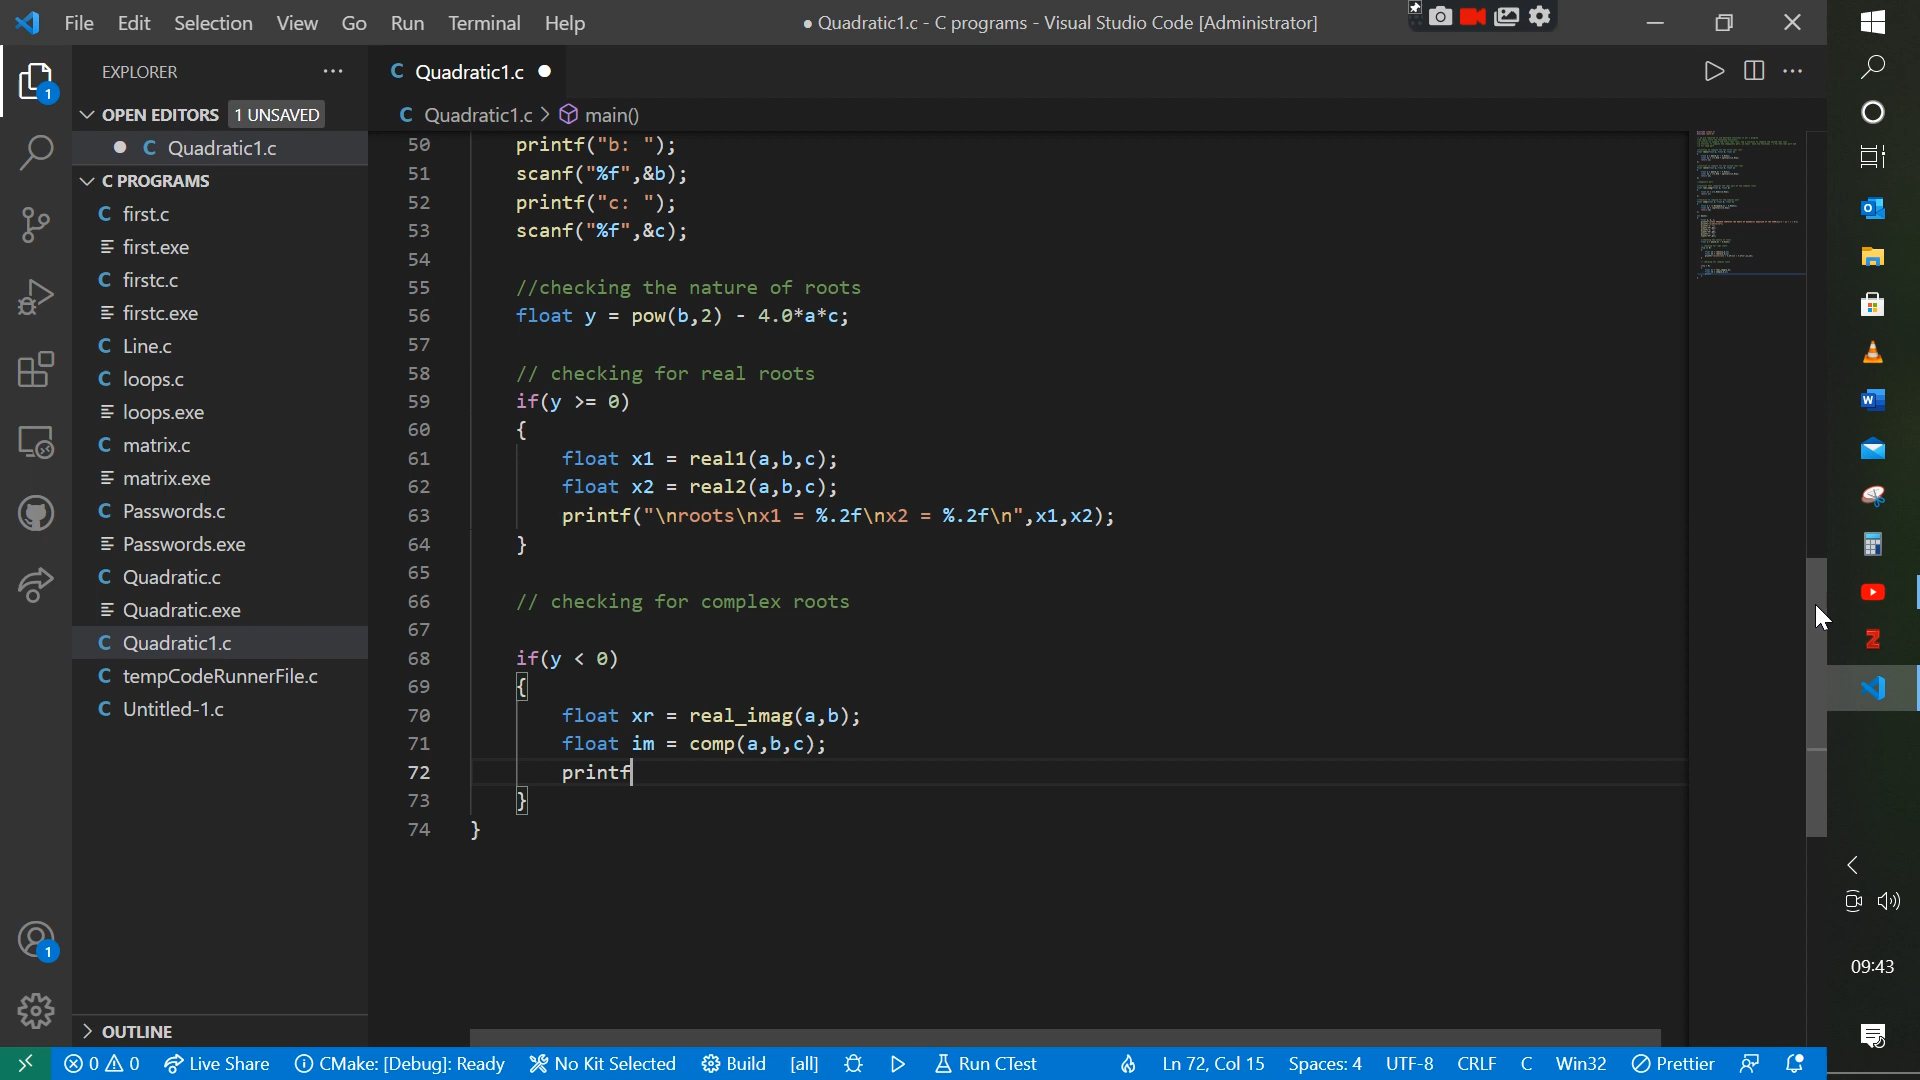 File Edit Selection View Go Run Terminal Help
● Quadratic1.c - C programs - Visual Studio Code [Administrator]
EXPLORER
OPEN EDITORS 1 UNSAVED
C Quadratic1.c
C PROGRAMS
C first.c
first.exe
C firstc.c
firstc.exe
C Line.c
C loops.c
loops.exe
C matrix.c
matrix.exe
C Passwords.c
Passwords.exe
C Quadratic.c
Quadratic.exe
C Quadratic1.c
C tempCodeRunnerFile.c
C Untitled-1.c
OUTLINE
1
1
C Quadratic1.c
C Quadratic1.c > main()
50 printf("b: ");
51 scanf("%f",&b);
52 printf("c: ");
53 scanf("%f",&c);
54
55 //checking the nature of roots
56 float y = pow(b,2) - 4.0*a*c;
57
58 // checking for real roots
59 if(y >= 0)
60 {
61 float x1 = real1(a,b,c);
62 float x2 = real2(a,b,c);
63 printf("\nroots\nx1 = %.2f\nx2 = %.2f\n",x1,x2);
64 }
65
66 // checking for complex roots
67
68 if(y < 0)
69 {
70 float xr = real_imag(a,b);
71 float im = comp(a,b,c);
72 printf
73 }
74 }
0 0 Live Share CMake: [Debug]: Ready No Kit Selected Build [all] Run CTest Ln 72, Col 15 Spaces: 4 UTF-8 CRLF C Win32 Prettier
09:43